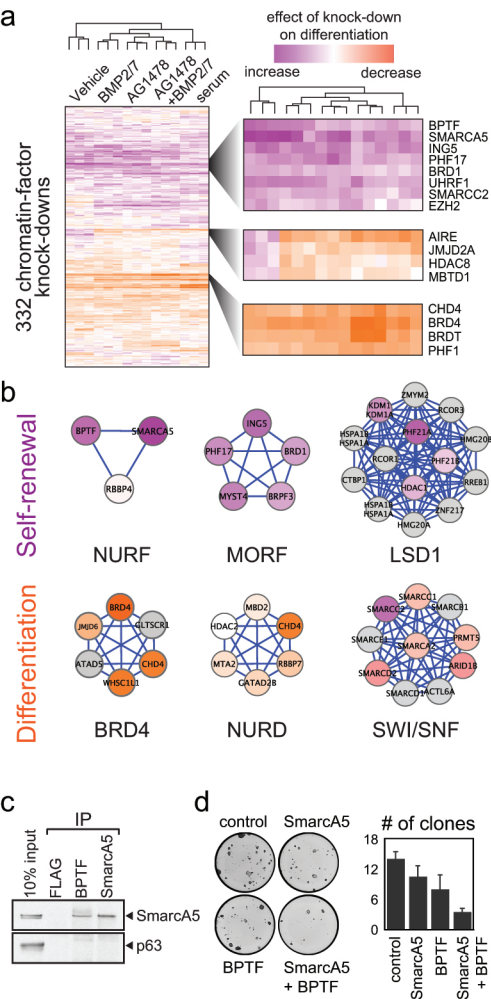 a
effect of knock-down
on differentiation
increase
decrease
Vehicle
BMP2/7
AG1478
AG1478
+BMP2/7
serum
332 chromatin-factor
knock-downs
BPTF
SMARCA5
ING5
PHF17
BRD1
UHRF1
SMARCC2
EZH2
AIRE
JMJD2A
HDAC8
MBTD1
CHD4
BRD4
BRDT
PHF1
b
Self-renewal
BPTF
SMARCA5
RBBP4
NURF
ING5
PHF17
BRD1
MYST4
BRPF3
MORF
ZMYM2
KDM1
KDM1A
RCOR3
PHF21A
HSPA1B
HSPA1A
HMG20B
RCOR1
PHF21B
CTBP1
HDAC1
RREB1
HSPA1B
HSPA1A
ZNF217
HMG20A
LSD1
Differentiation
BRD4
JMJD6
GLTSCR1
ATAD5
CHD4
WHSC1L1
BRD4
MBD2
HDAC2
CHD4
MTA2
RBBP7
GATAD2B
NURD
SMARCC1
SMARCC2
SMARCB1
SMARCE1
SMARCA2
PRMT5
SMARCD2
ARID1B
SMARCD1
ACTL6A
SWI/SNF
c
IP
10% input
FLAG
BPTF
SmarcA5
SmarcA5
p63
d
control
SmarcA5
BPTF
SmarcA5
+ BPTF
# of clones
18
12
6
0
control
SmarcA5
BPTF
SmarcA5
+ BPTF